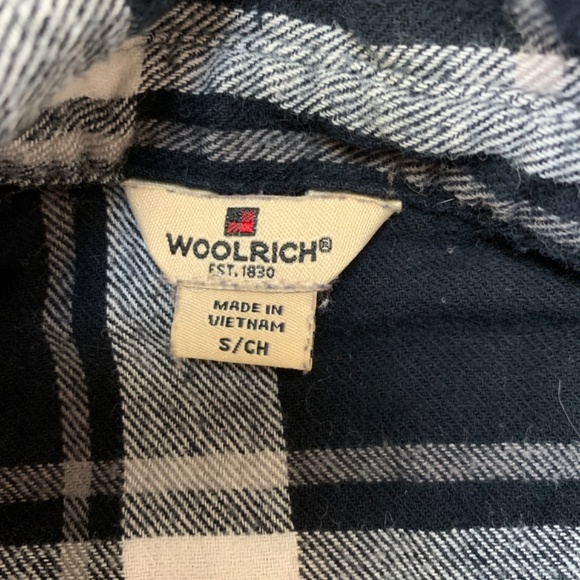 WOOLRICH®
EST. 1830
MADE IN
VIETNAM
S/CH